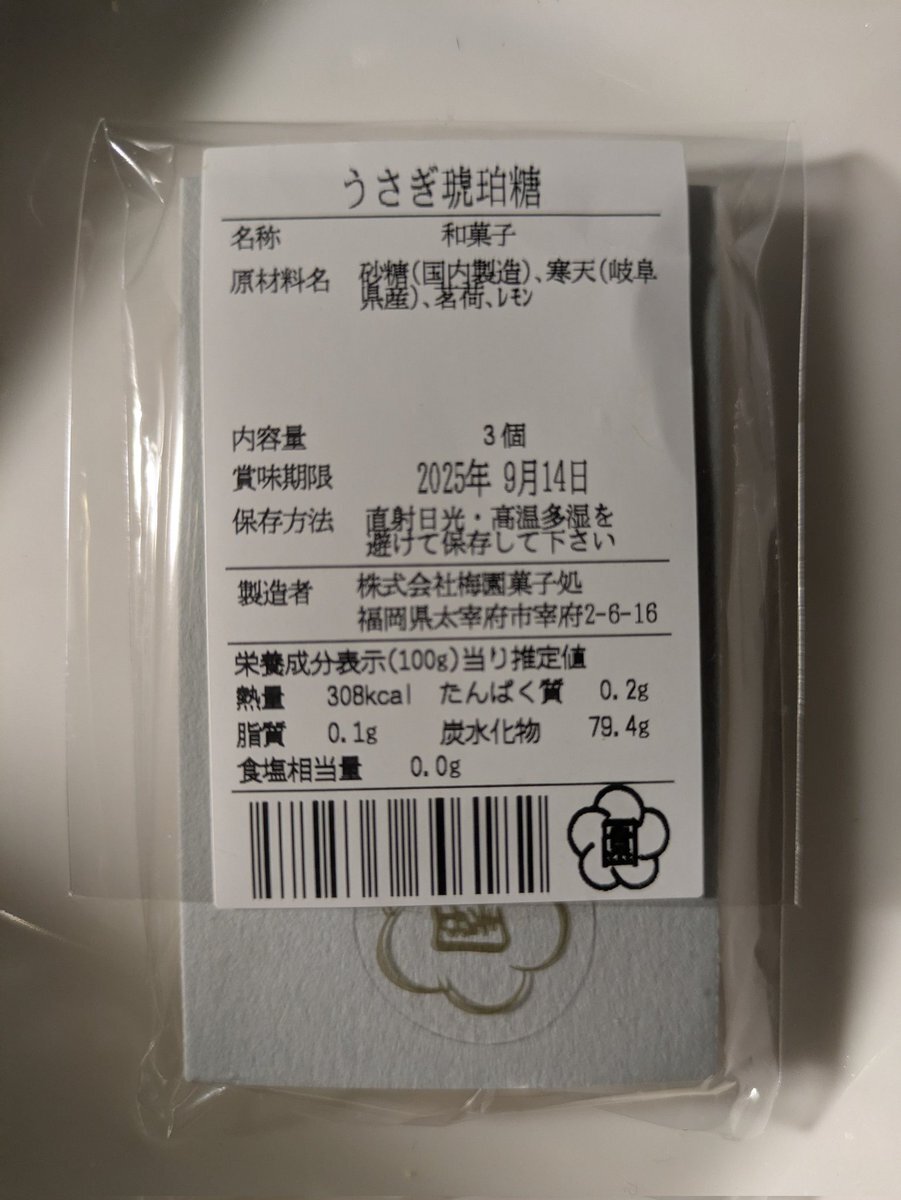 うさぎ琥珀糖
名称 和菓子
原材料名 砂糖(国内製造)、寒天(岐阜
県産)、茗荷、ﾚﾓﾝ
内容量 3個
賞味期限 2025年 9月14日
保存方法 直射日光・高温多湿を
避けて保存して下さい
製造者 株式会社梅園菓子処
福岡県太宰府市宰府2-6-16
栄養成分表示(100g)当り推定値
熱量 308kcal たんぱく質 0.2g
脂質 0.1g 炭水化物 79.4g
食塩相当量 0.0g
園